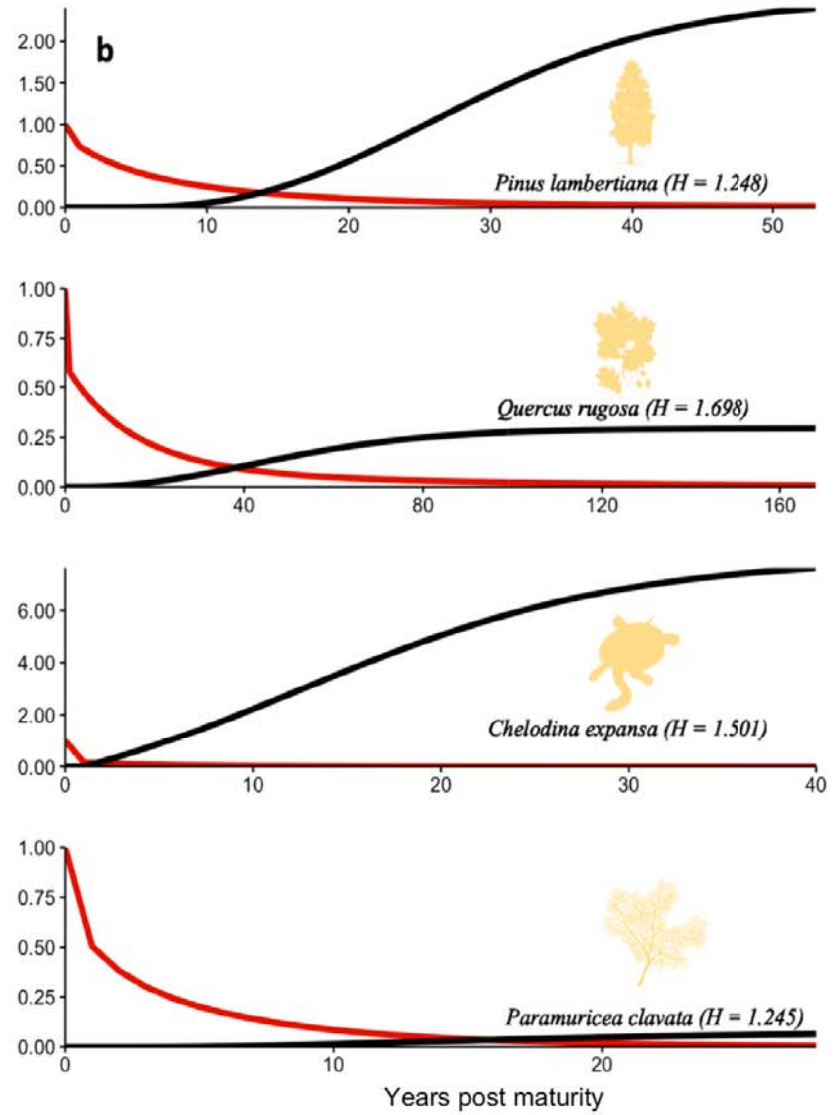 b
2.00
1.50
1.00
0.50
0.00
Pinus lambertiana (H = 1.248)
0 10 20 30 40 50
1.00
0.75
0.50
0.25
0.00
Quercus rugosa (H = 1.698)
0 40 80 120 160
6.00
4.00
2.00
0.00
Chelodina expansa (H = 1.501)
0 10 20 30 40
1.00
0.75
0.50
0.25
0.00
Paramuricea clavata (H = 1.245)
0 10 20
Years post maturity